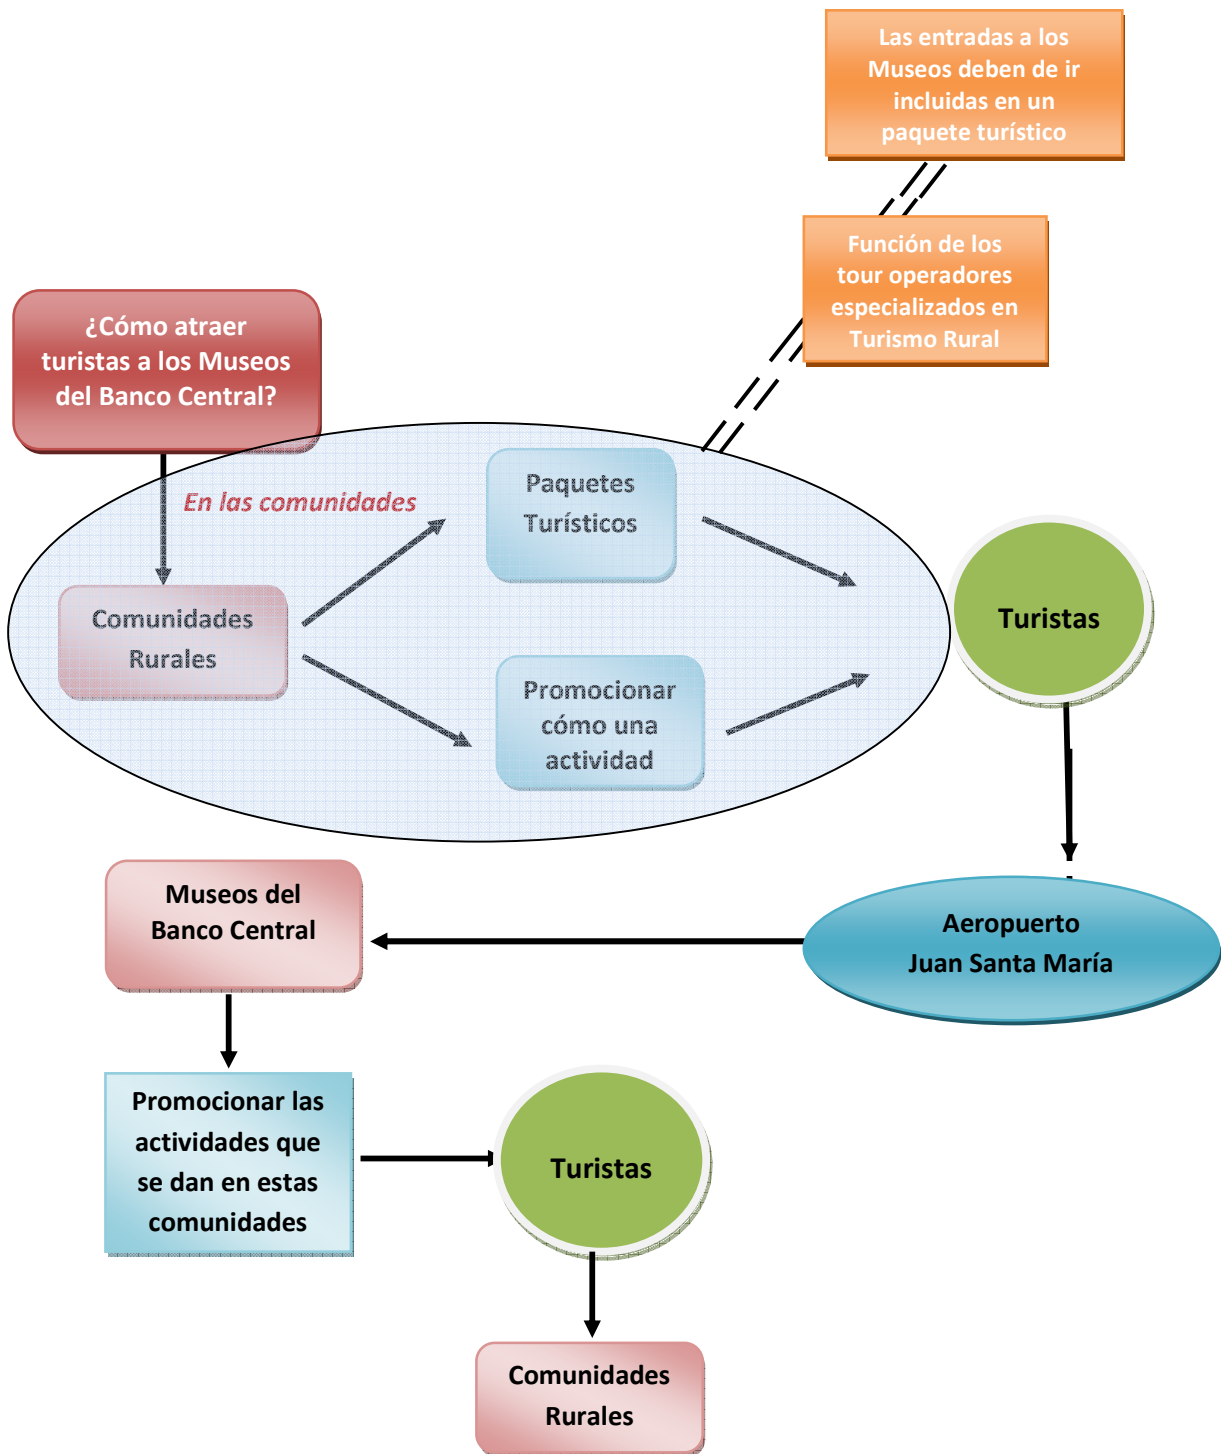 Las entradas a los
Museos deben de ir
incluidas en un
paquete turístico
Función de los
tour operadores
especializados en
Turismo Rural
¿Cómo atraer
turistas a los Museos
del Banco Central?
En las comunidades
Paquetes
Turísticos
Comunidades
Rurales
Promocionar
cómo una
actividad
Turistas
Museos del
Banco Central
Aeropuerto
Juan Santa María
Promocionar las
actividades que
se dan en estas
comunidades
Turistas
Comunidades
Rurales